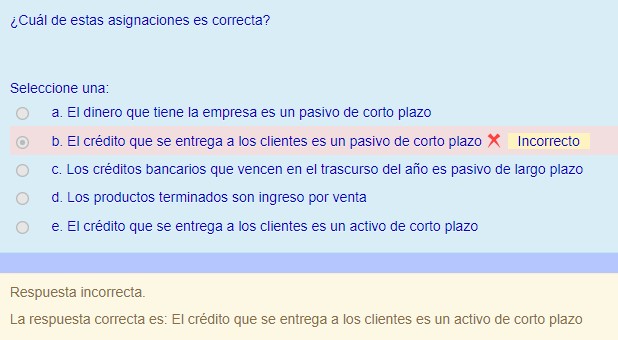 ¿Cuál de estas asignaciones es correcta?
Seleccione una:
a. El dinero que tiene la empresa es un pasivo de corto plazo
b. El crédito que se entrega a los clientes es un pasivo de corto plazo Incorrecto
c. Los créditos bancarios que vencen en el trascurso del año es pasivo de largo plazo
d. Los productos terminados son ingreso por venta
e. El crédito que se entrega a los clientes es un activo de corto plazo
Respuesta incorrecta.
La respuesta correcta es: El crédito que se entrega a los clientes es un activo de corto plazo